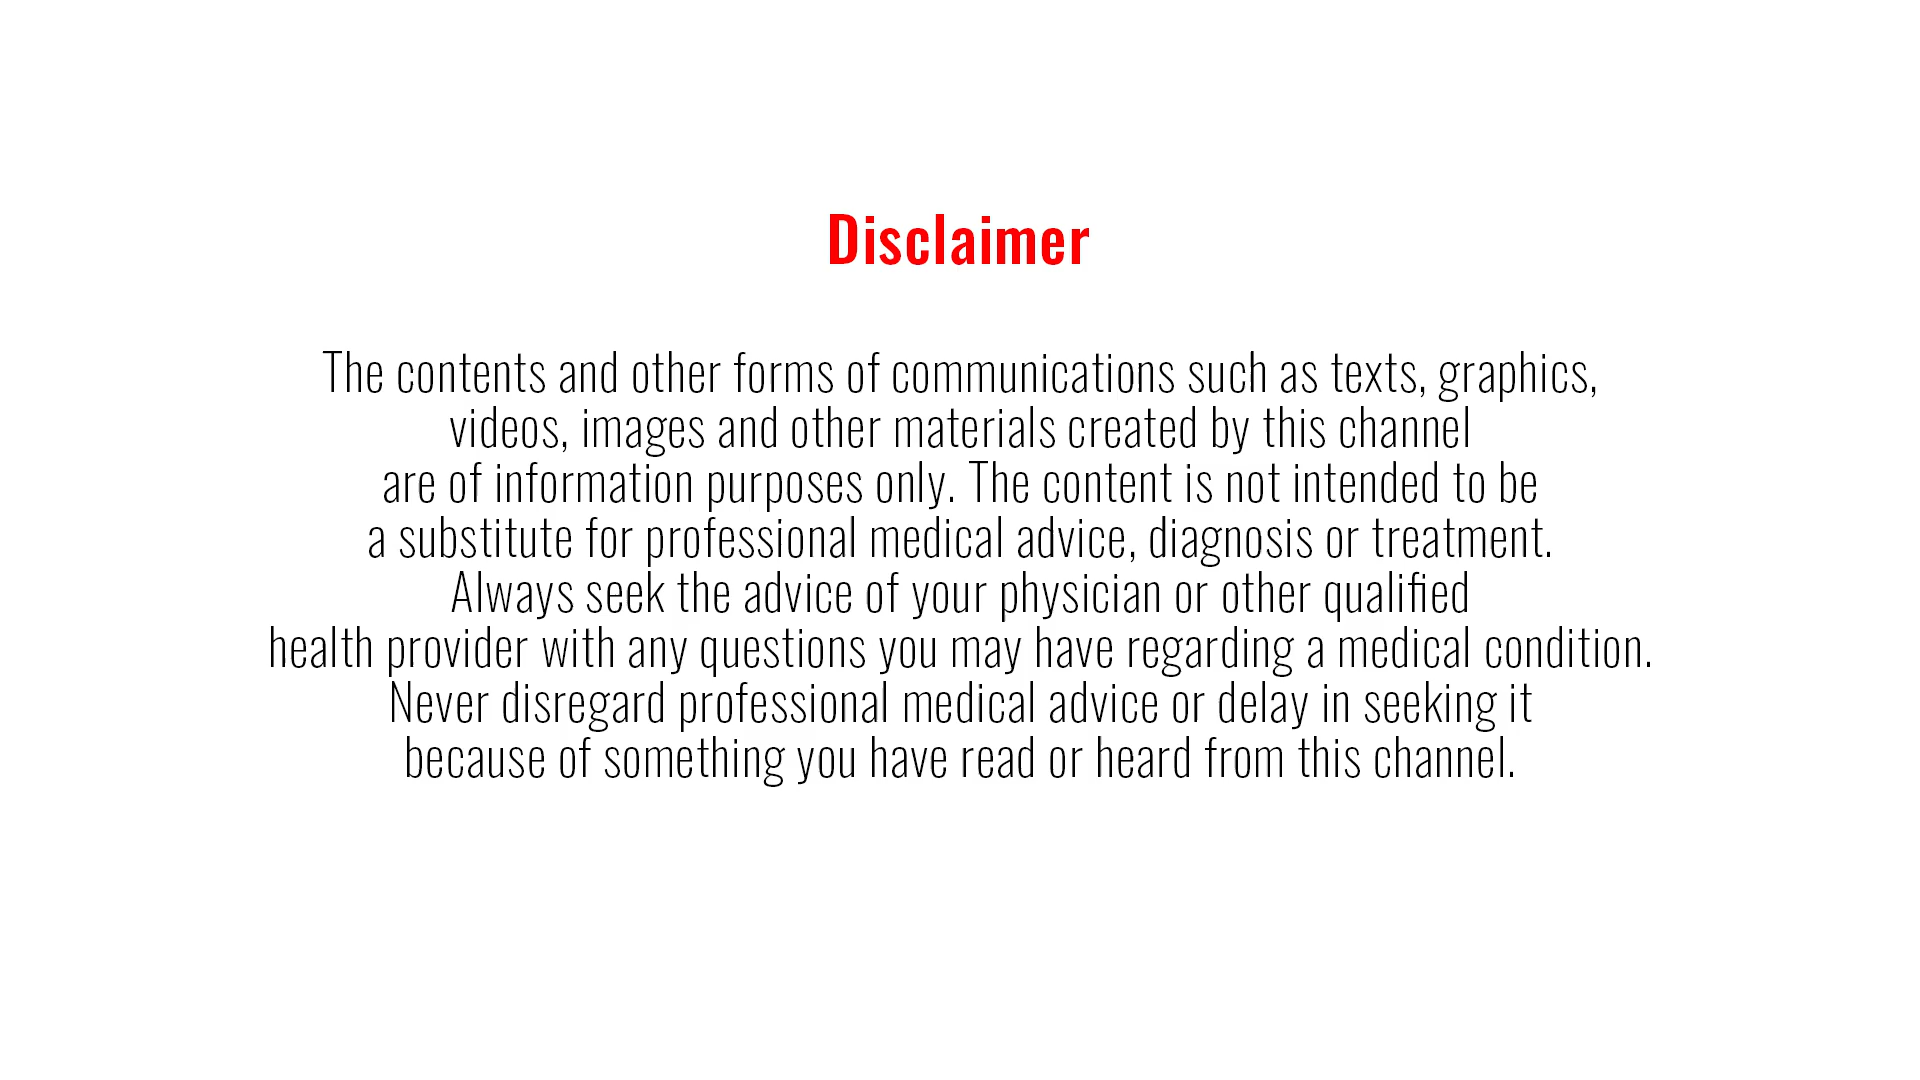 Disclaimer
The contents and other forms of communications such as texts, graphics,
videos, images and other materials created by this channel
are of information purposes only. The content is not intended to be
a substitute for professional medical advice, diagnosis or treatment.
Always seek the advice of your physician or other qualified
health provider with any questions you may have regarding a medical condition.
Never disregard professional medical advice or delay in seeking it
because of something you have read or heard from this channel.